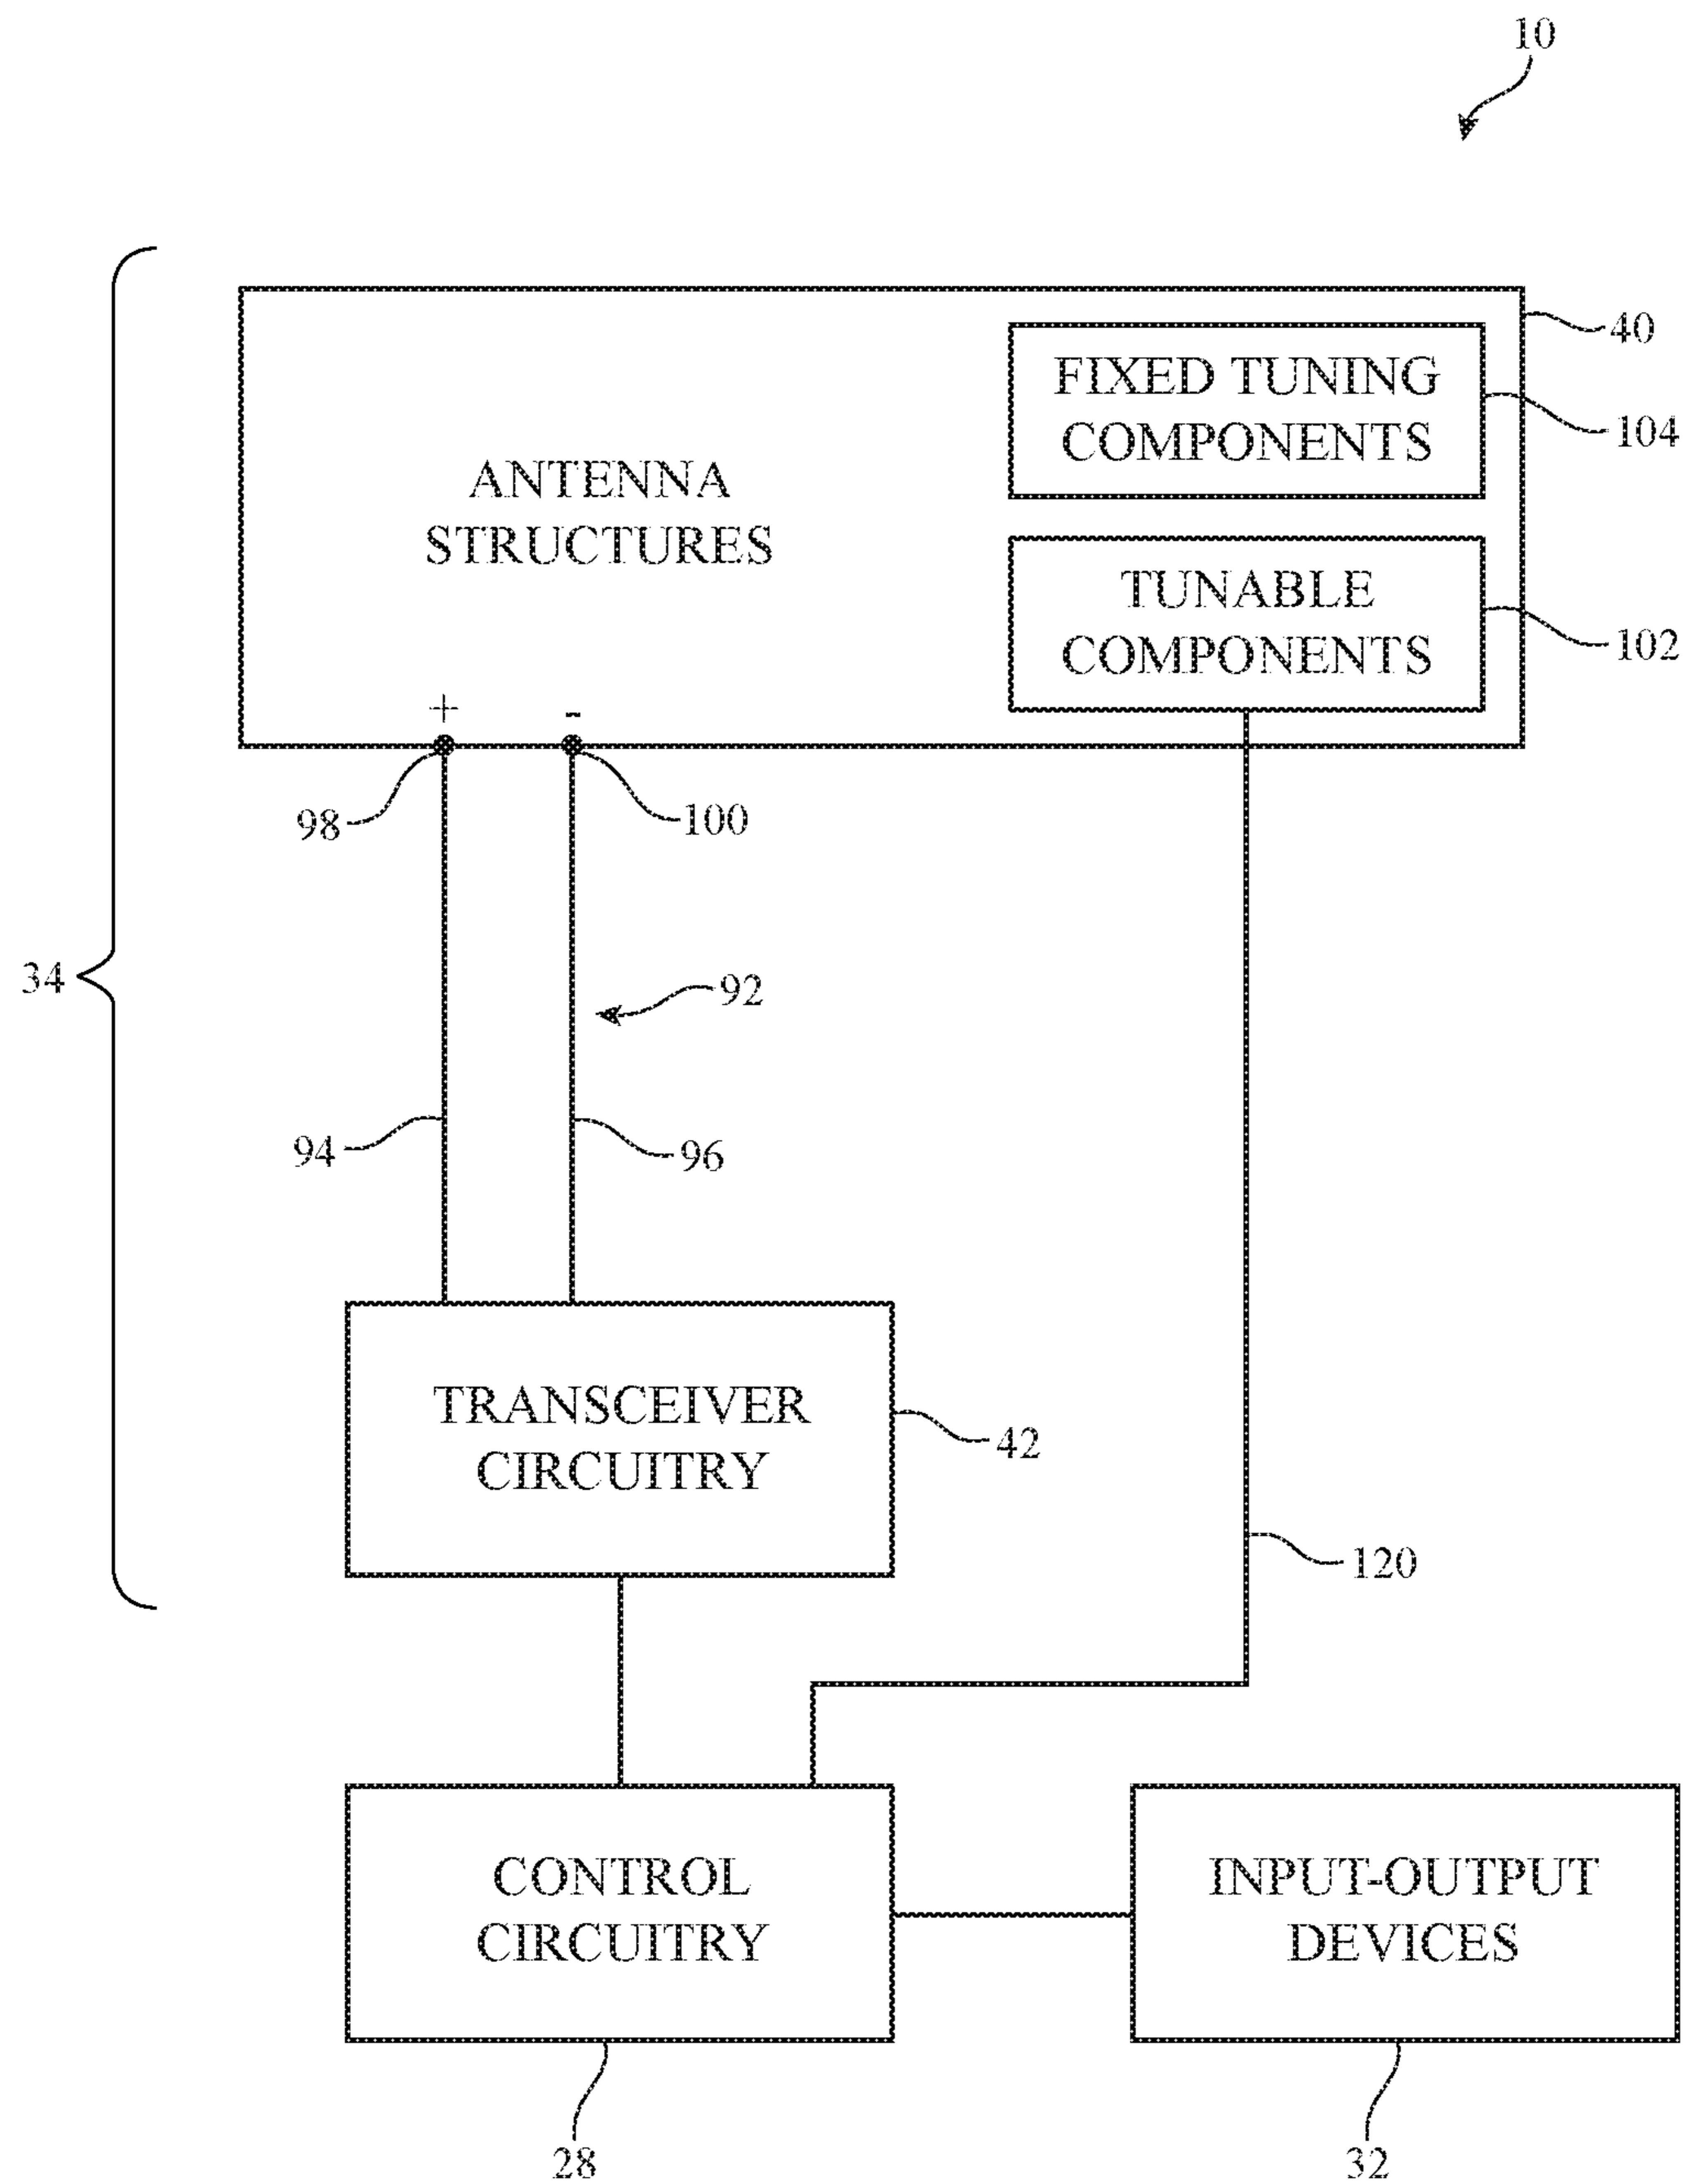 10
40
FIXED TUNING
COMPONENTS
104
ANTENNA
STRUCTURES
TUNABLE
COMPONENTS
102
+
-
98
100
34
92
94
96
TRANSCEIVER
CIRCUITRY
42
120
CONTROL
CIRCUITRY
INPUT-OUTPUT
DEVICES
28
32